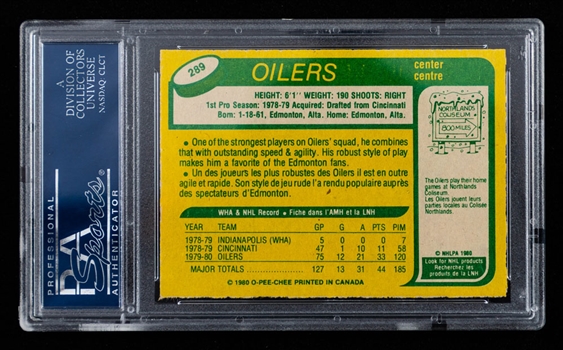 A
DIVISION OF
COLLECTORS
UNIVERSE
NASDAQ CLCT
PROFESSIONAL
PSA
Sports
AUTHENTICATOR
289
OILERS
center
centre
HEIGHT: 6'1" WEIGHT: 190 SHOOTS: RIGHT
1st Pro Season: 1978-79 Acquired: Drafted from Cincinnati
Born: 1-18-61, Edmonton, Alta. Home: Edmonton, Alta.
• One of the strongest players on Oilers' squad, he combines
that with outstanding speed & agility. His robust style of play
makes him a favorite of the Edmonton fans.
• Un des joueurs les plus robustes des Oilers il est en outre
agile et rapide. Son style de jeu rude l'a rendu populaire auprès
des spectateurs d'Edmonton.
WHA & NHL Record • Fiche dans l'AMH et la LNH
YEAR TEAM GP G A PTS PIM
1978-79 INDIANAPOLIS (WHA) 5 0 0 0 7
1978-79 CINCINNATI 47 1 10 11 58
1979-80 OILERS 75 12 21 33 120
MAJOR TOTALS ... 127 13 31 44 185
© 1980 O-PEE-CHEE PRINTED IN CANADA
NORTHLANDS
COLISEUM
800 MILES
The Oilers play their home
games at Northlands
Coliseum.
Les Oilers jouent leurs
parties locales au Colisée
Northlands.
© NHLPA 1980
Look for NHL products
Recherchez les
produits de la LNH